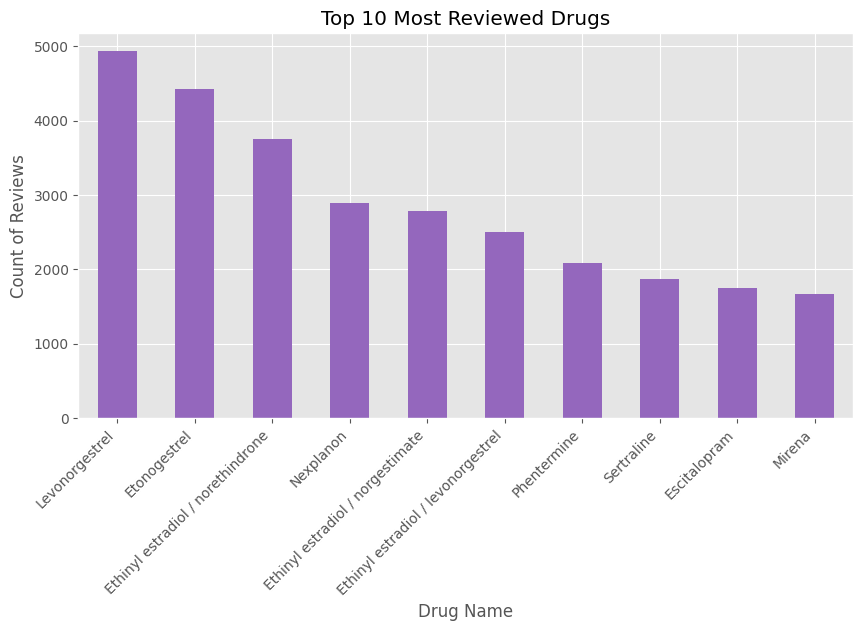 Top 10 Most Reviewed Drugs
Count of Reviews
5000
4000
3000
2000
1000
0
Levonorgestrel
Etonogestrel
Ethinyl estradiol / norethindrone
Nexplanon
Ethinyl estradiol / norgestimate
Ethinyl estradiol / levonorgestrel
Phentermine
Sertraline
Escitalopram
Mirena
Drug Name